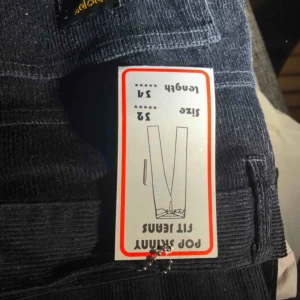 POP SKINNY
FIT JEANS
Size
32
Length
34